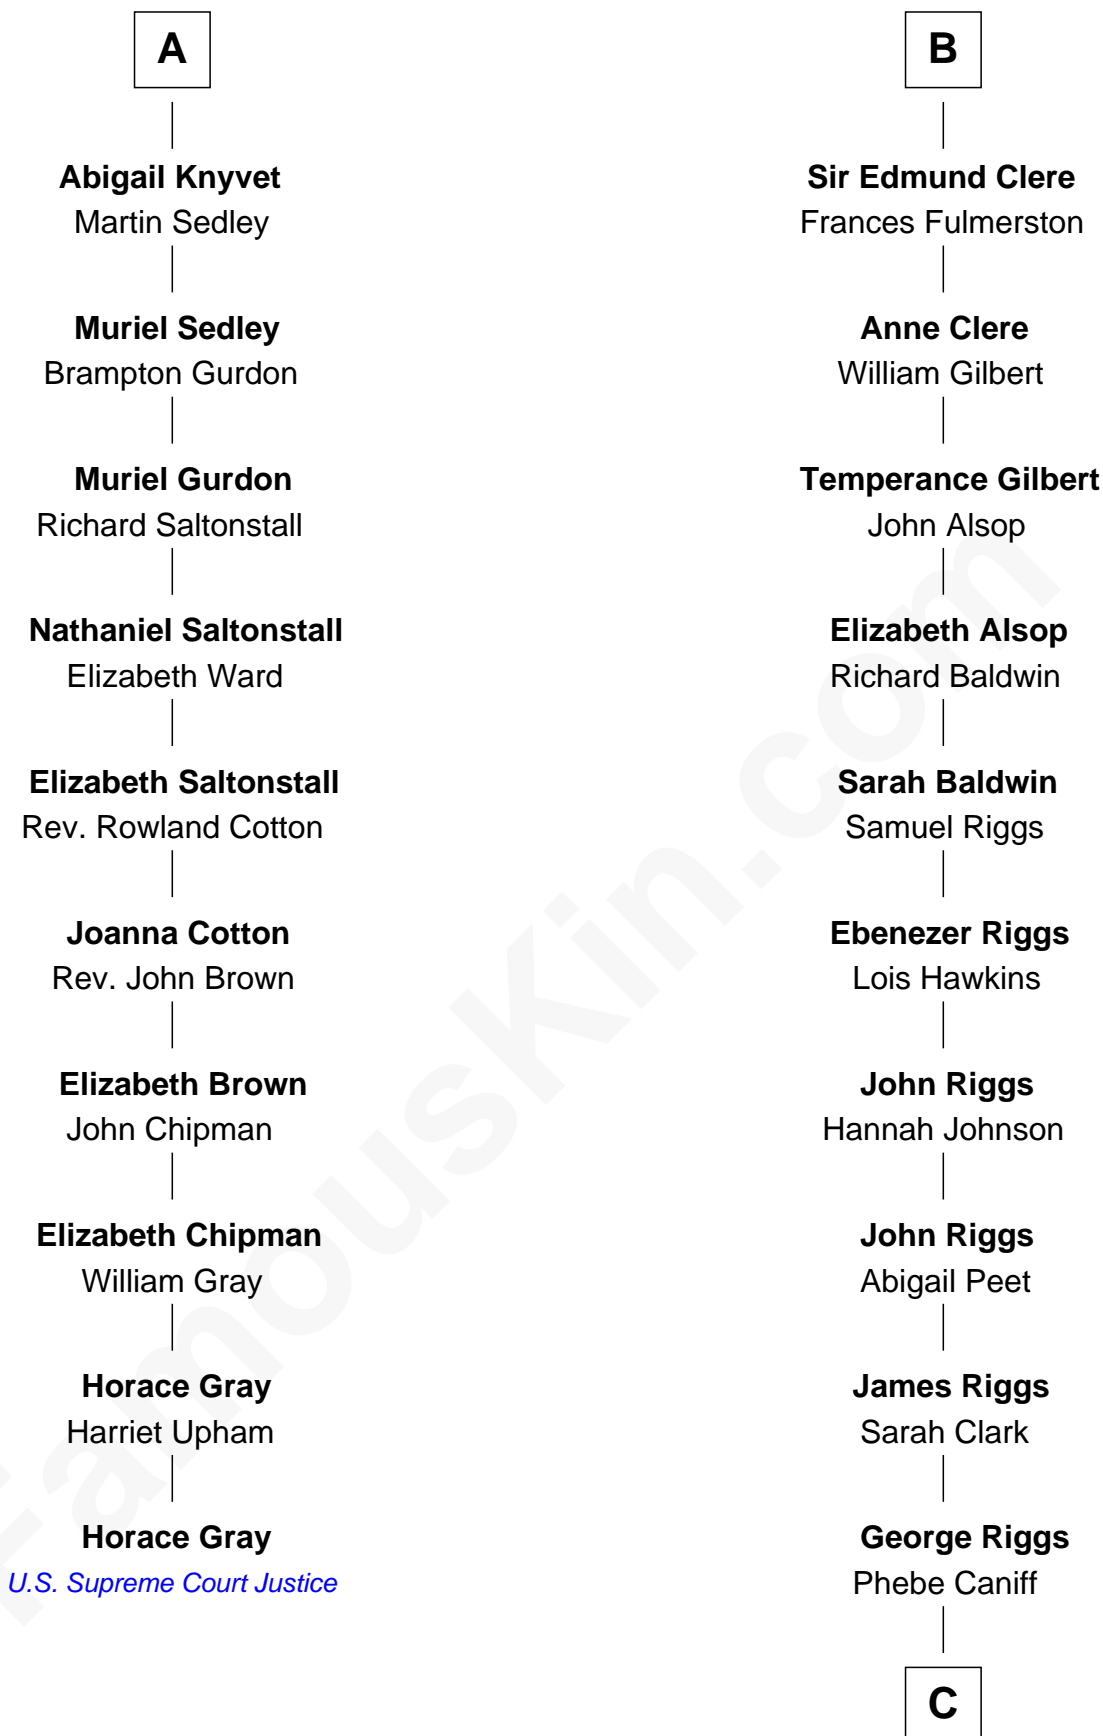 A
Abigail Knyvet
Martin Sedley
Muriel Sedley
Brampton Gurdon
Muriel Gurdon
Richard Saltonstall
Nathaniel Saltonstall
Elizabeth Ward
Elizabeth Saltonstall
Rev. Rowland Cotton
Joanna Cotton
Rev. John Brown
Elizabeth Brown
John Chipman
Elizabeth Chipman
William Gray
Horace Gray
Harriet Upham
Horace Gray
U.S. Supreme Court Justice
B
Sir Edmund Clere
Frances Fulmerston
Anne Clere
William Gilbert
Temperance Gilbert
John Alsop
Elizabeth Alsop
Richard Baldwin
Sarah Baldwin
Samuel Riggs
Ebenezer Riggs
Lois Hawkins
John Riggs
Hannah Johnson
John Riggs
Abigail Peet
James Riggs
Sarah Clark
George Riggs
Phebe Caniff
C
FamousKin.com